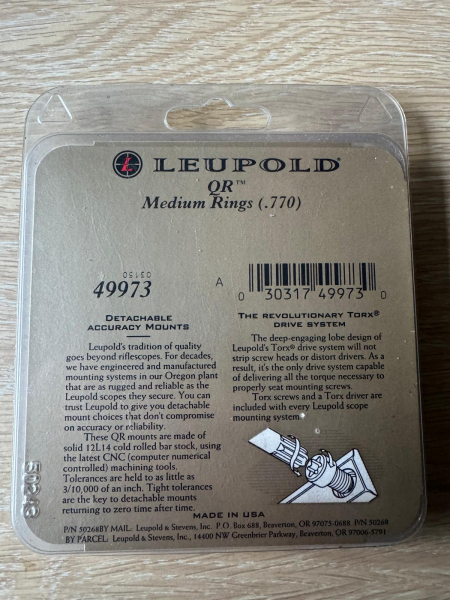 LEUPOLD®
QR™
Medium Rings (.770)
03150
49973
A
0 30317 49973 0
DETACHABLE
ACCURACY MOUNTS
Leupold's tradition of quality
goes beyond riflescopes. For decades,
we have engineered and manufactured
mounting systems in our Oregon plant
that are as rugged and reliable as the
Leupold scopes they secure. You can
trust Leupold to give you detachable
mount choices that don't compromise
on accuracy or reliability.
These QR mounts are made of
solid 12L14 cold rolled bar stock, using
the latest CNC (computer numerical
controlled) machining tools.
Tolerances are held to as little as
3/10,000 of an inch. Tight tolerances
are the key to detachable mounts
returning to zero time after time.
THE REVOLUTIONARY TORX®
DRIVE SYSTEM
The deep-engaging lobe design of
Leupold's Torx® drive system will not
strip screw heads or distort drivers. As a
result, it's the only drive system capable
of delivering all the torque necessary to
properly seat mounting screws.
Torx screws and a Torx driver are
included with every Leupold scope
mounting system.
MADE IN USA
P/N 50268BY MAIL: Leupold & Stevens, Inc. P.O. Box 688, Beaverton, OR 97075-0688 P/N 50268
BY PARCEL: Leupold & Stevens, Inc., 14400 NW Greenbrier Parkway, Beaverton, OR 97006-5791